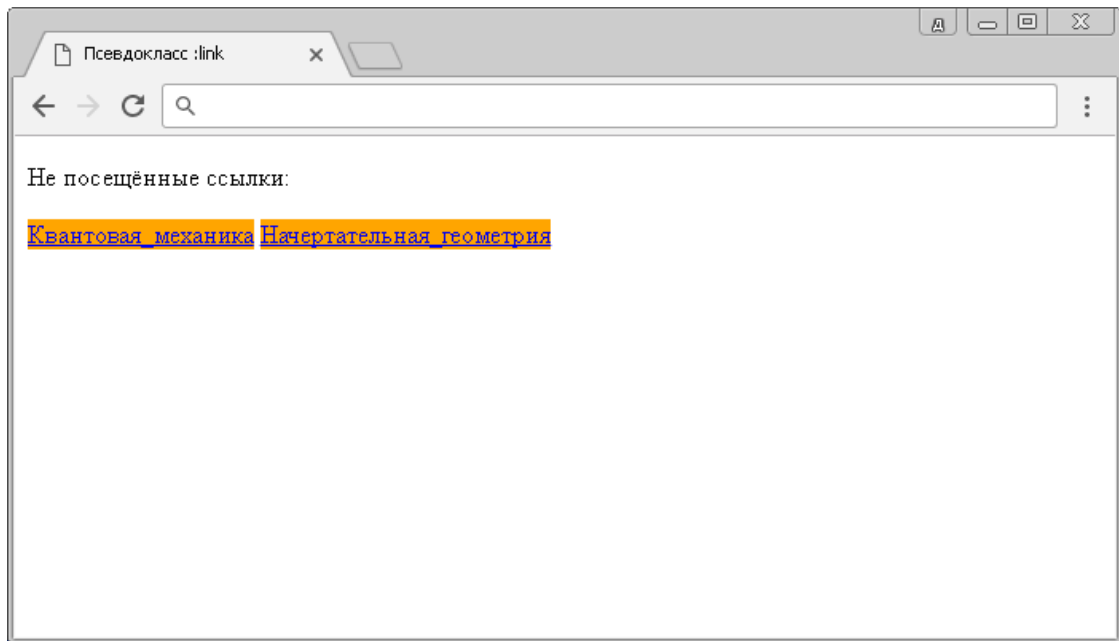 Д
Псевдокласс :link
Не посещённые ссылки:
Квантовая_механика Начертательная_геометрия